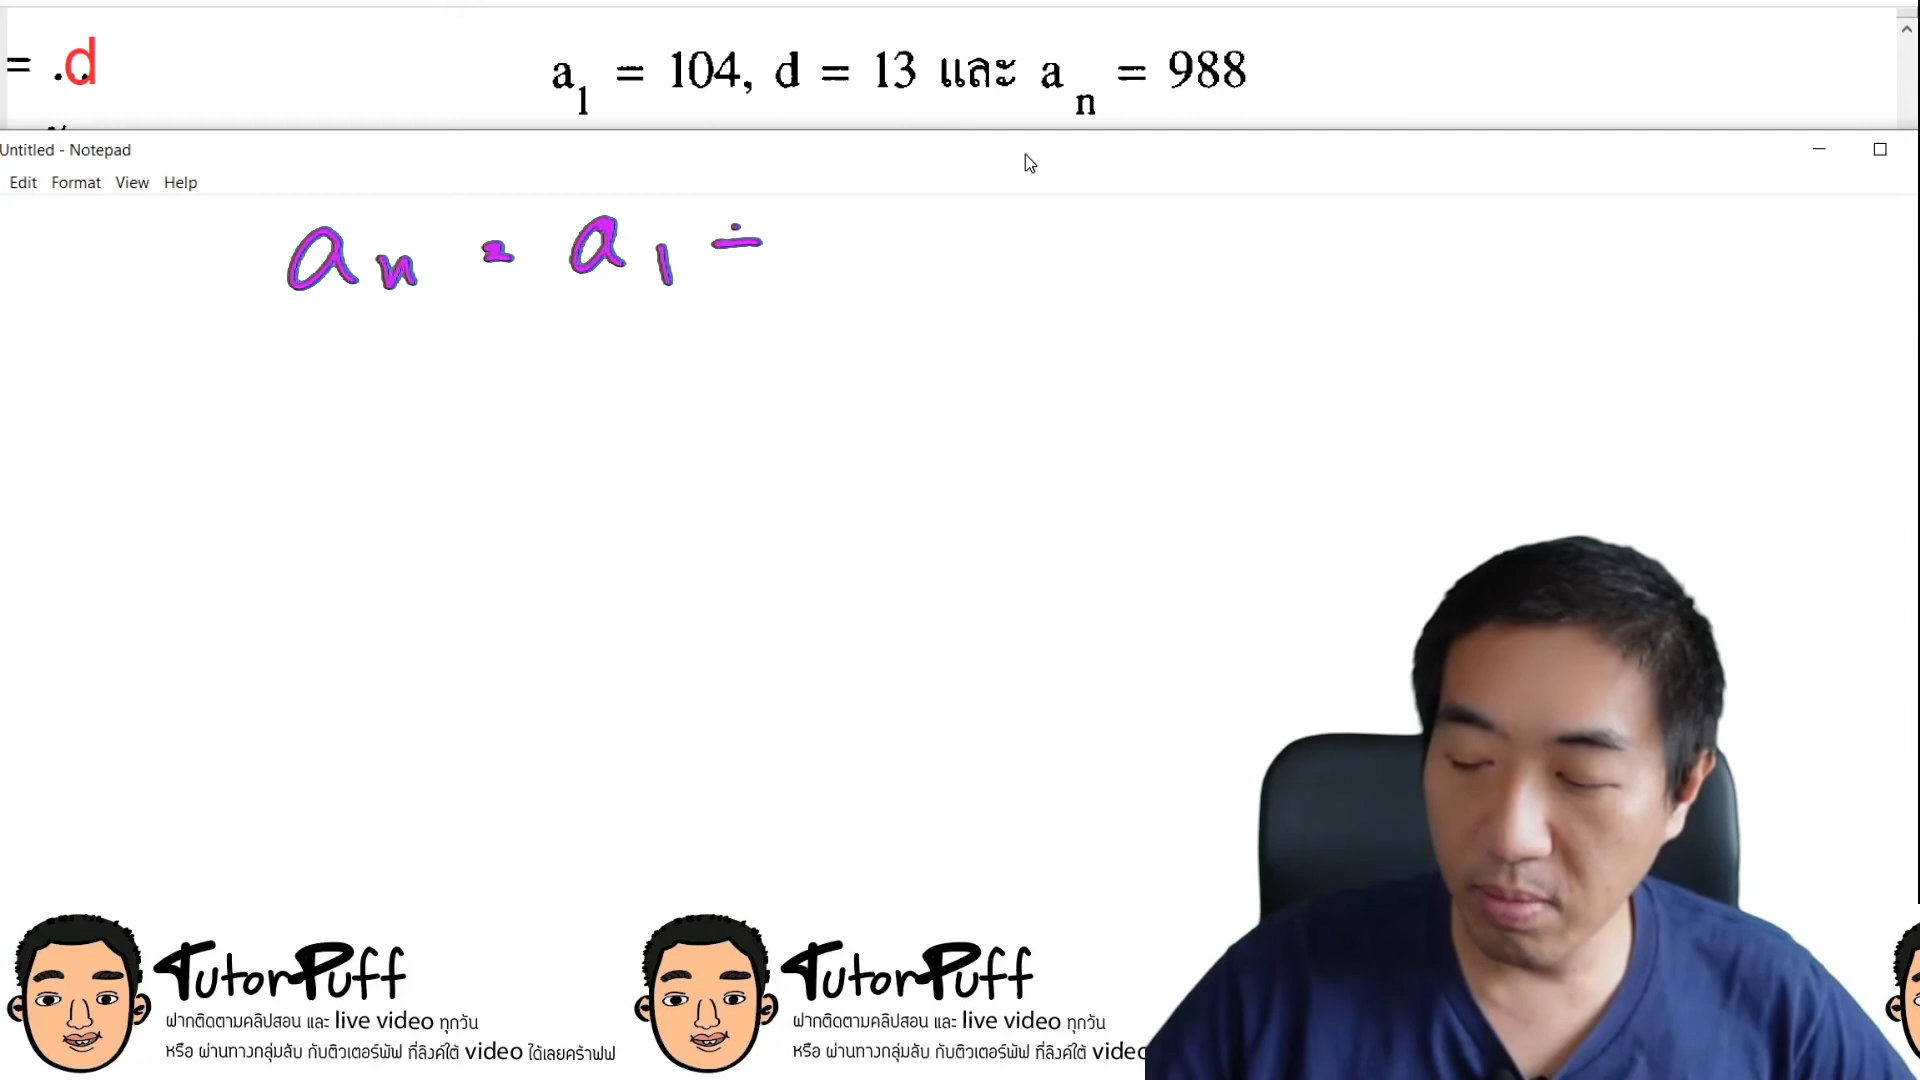 = . d
a1 = 104, d = 13 และ an = 988
Untitled - Notepad
Edit Format View Help
an = a1 ÷
TutorPuff
ฝากติดตามคลิปสอน และ live video ทุกวัน
หรือ ผ่านทางกลุ่มลับ กับติวเตอร์พัฟ ที่ลิงค์ใต้ video ได้เลยคร้าฟฟ
TutorPuff
ฝากติดตามคลิปสอน และ live video ทุกวัน
หรือ ผ่านทางกลุ่มลับ กับติวเตอร์พัฟ ที่ลิงค์ใต้ video